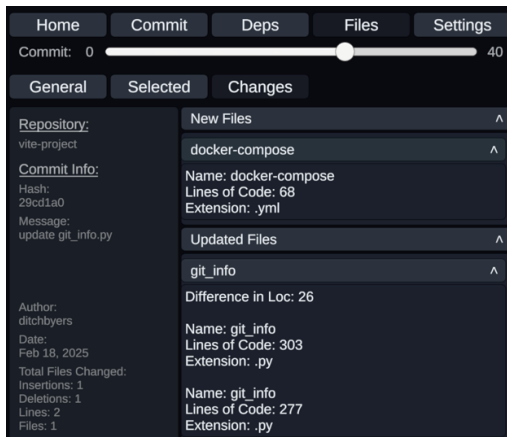 Home Commit Deps Files Settings
Commit: 0 40
General Selected Changes
Repository:
vite-project
Commit Info:
Hash:
29cd1a0
Message:
update git_info.py
Author:
ditchbyers
Date:
Feb 18, 2025
Total Files Changed:
Insertions: 1
Deletions: 1
Lines: 2
Files: 1
New Files ^
docker-compose ^
Name: docker-compose
Lines of Code: 68
Extension: .yml
Updated Files ^
git_info ^
Difference in Loc: 26
Name: git_info
Lines of Code: 303
Extension: .py
Name: git_info
Lines of Code: 277
Extension: .py